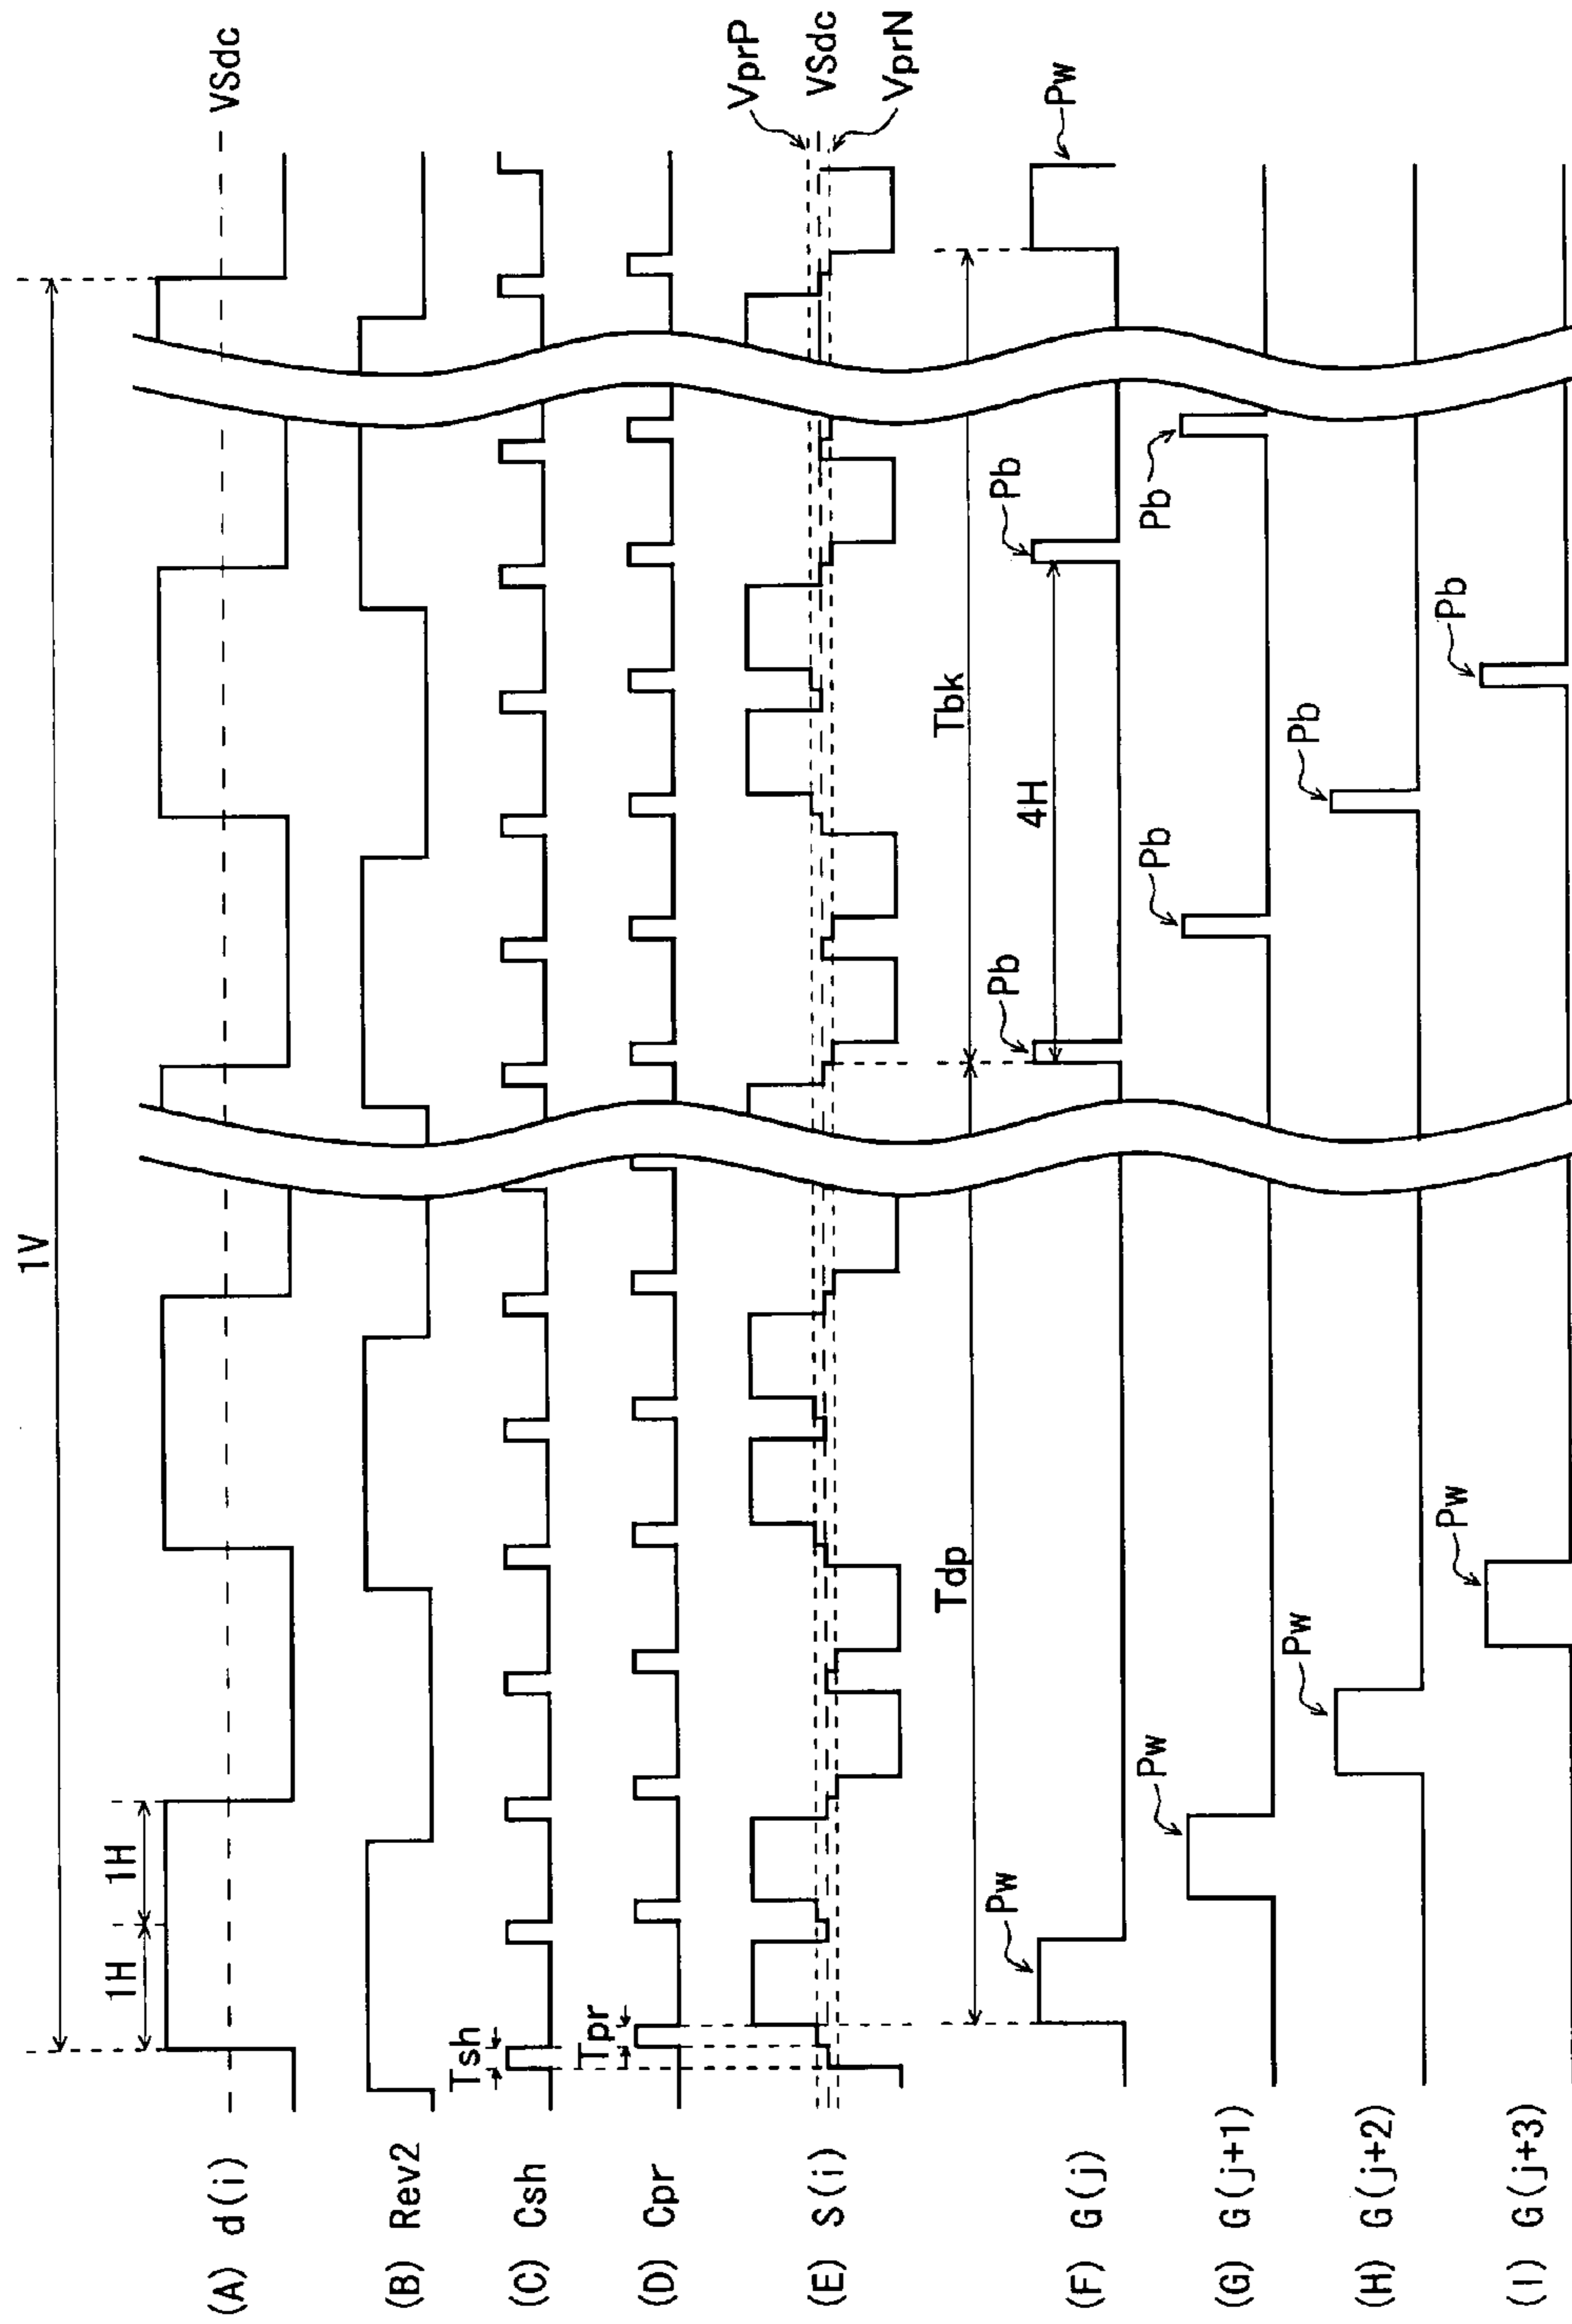 1V
1H
1H
(A) d(i)
VSdc
(B) Rev2
Tsh
(C) Csh
Tpr
(D) Cpr
(E) S(i)
VprP
VSdc
VprN
Tdp
Tbk
4H
(F) G(j)
Pw
Pb
Pb
Pw
(G) G(j+1)
Pw
Pb
Pb
(H) G(j+2)
Pw
Pb
(I) G(j+3)
Pw
Pb